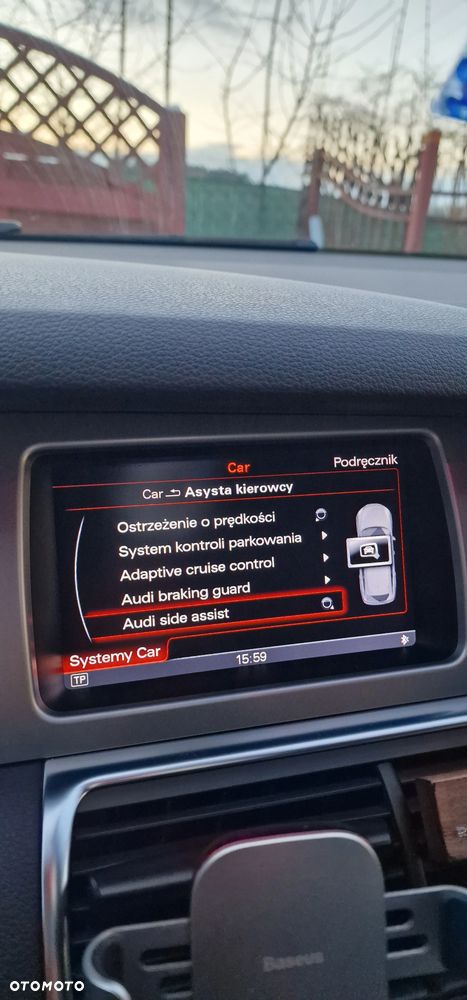 Car
Podręcznik
Car Asysta kierowcy
Ostrzeżenie o prędkości
System kontroli parkowania
Adaptive cruise control
Audi braking guard
Audi side assist
Systemy Car
TP
15:59
Baseus
OTOMOTO